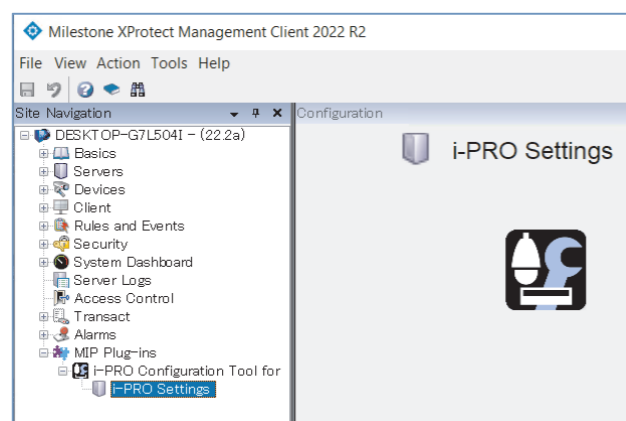 Milestone XProtect Management Client 2022 R2
File View Action Tools Help
Site Navigation
Configuration
DESKTOP-G7L504I - (22.2a)
Basics
Servers
Devices
Client
Rules and Events
Security
System Dashboard
Server Logs
Access Control
Transact
Alarms
MIP Plug-ins
i-PRO Configuration Tool for
i-PRO Settings
i-PRO Settings